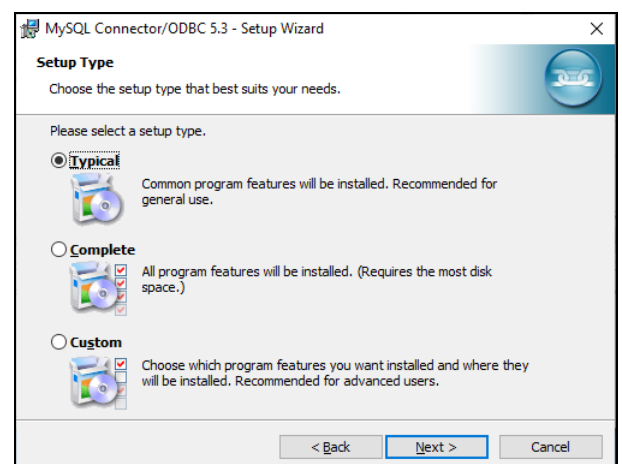 MySQL Connector/ODBC 5.3 - Setup Wizard
Setup Type
Choose the setup type that best suits your needs.
Please select a setup type.
Typical
Common program features will be installed. Recommended for
general use.
Complete
All program features will be installed. (Requires the most disk
space.)
Custom
Choose which program features you want installed and where they
will be installed. Recommended for advanced users.
< Back Next > Cancel